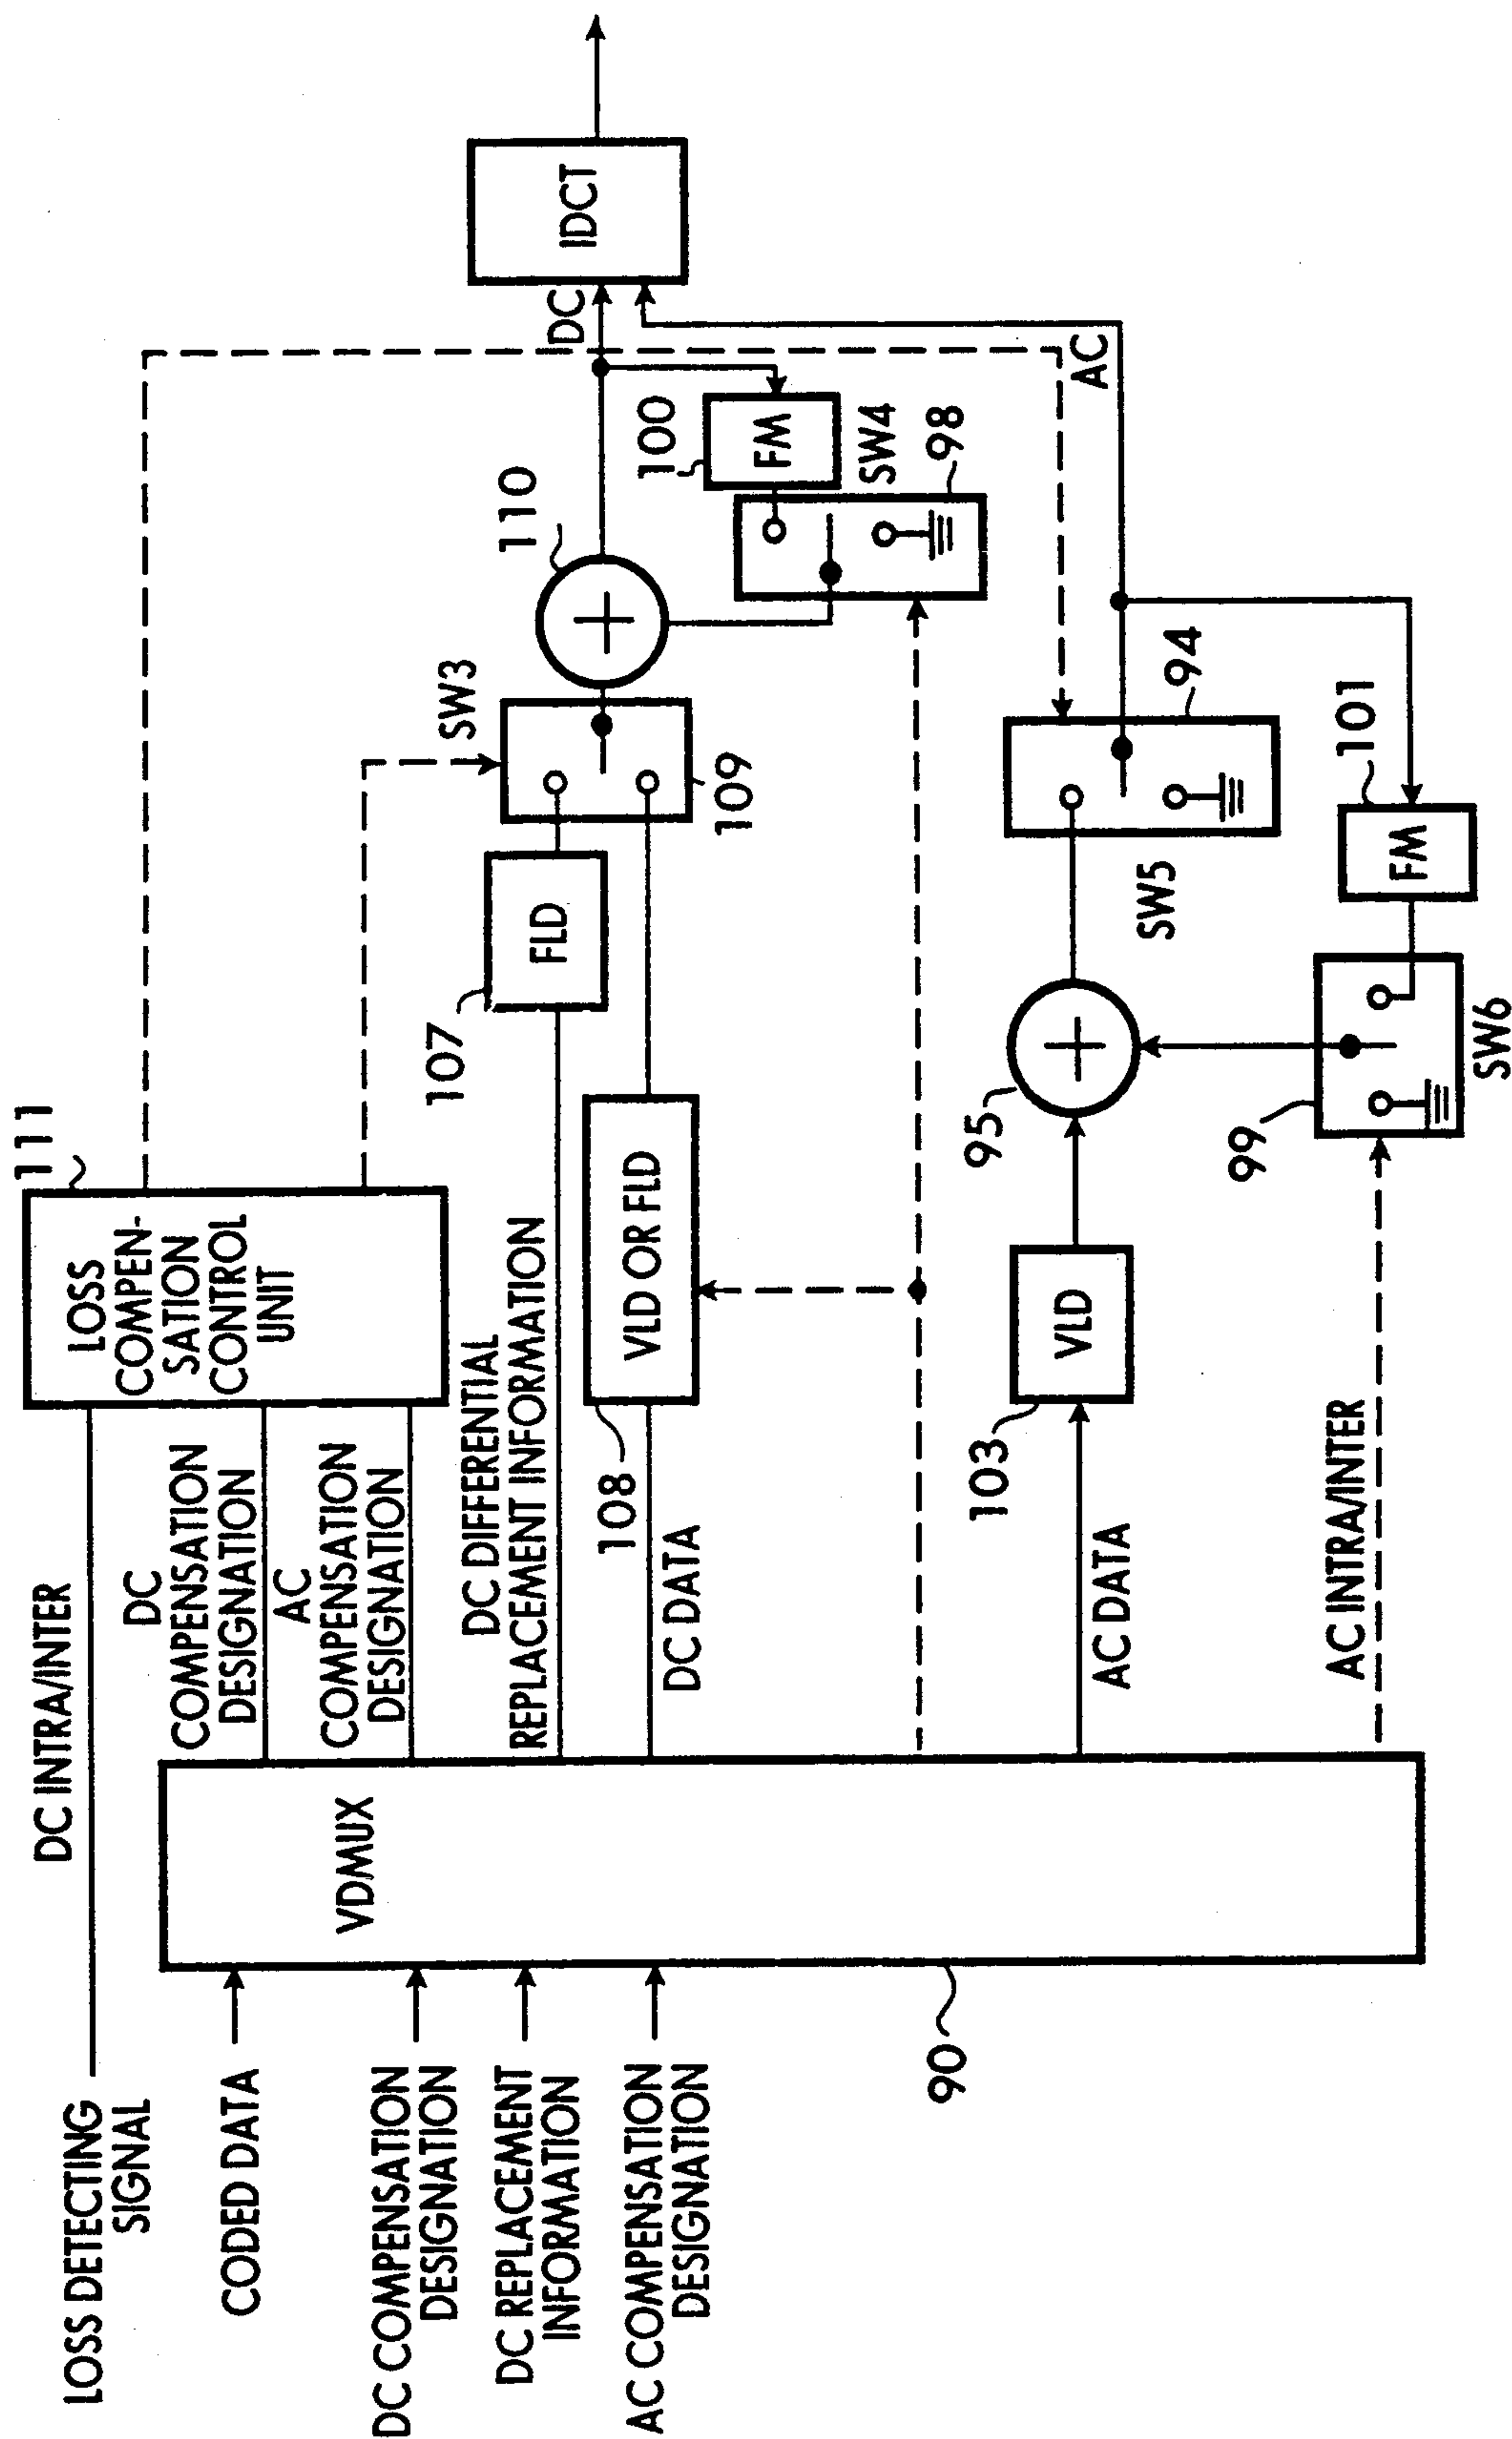 LOSS DETECTING
SIGNAL
CODED DATA
DC COMPENSATION
DESIGNATION
DC REPLACEMENT
INFORMATION
AC COMPENSATION
DESIGNATION
90
VDMUX
DC INTRA/INTER
DC
COMPENSATION
DESIGNATION
AC
COMPENSATION
DESIGNATION
DC DIFFERENTIAL
REPLACEMENT INFORMATION
DC DATA
AC DATA
AC INTRA/INTER
111
LOSS
COMPEN-
SATION
CONTROL
UNIT
108
VLD OR FLD
103
VLD
107
FLD
95
99
SW6
SW3
109
110
SW5
94
101
FM
100
FM
SW4
98
DC
AC
IDCT